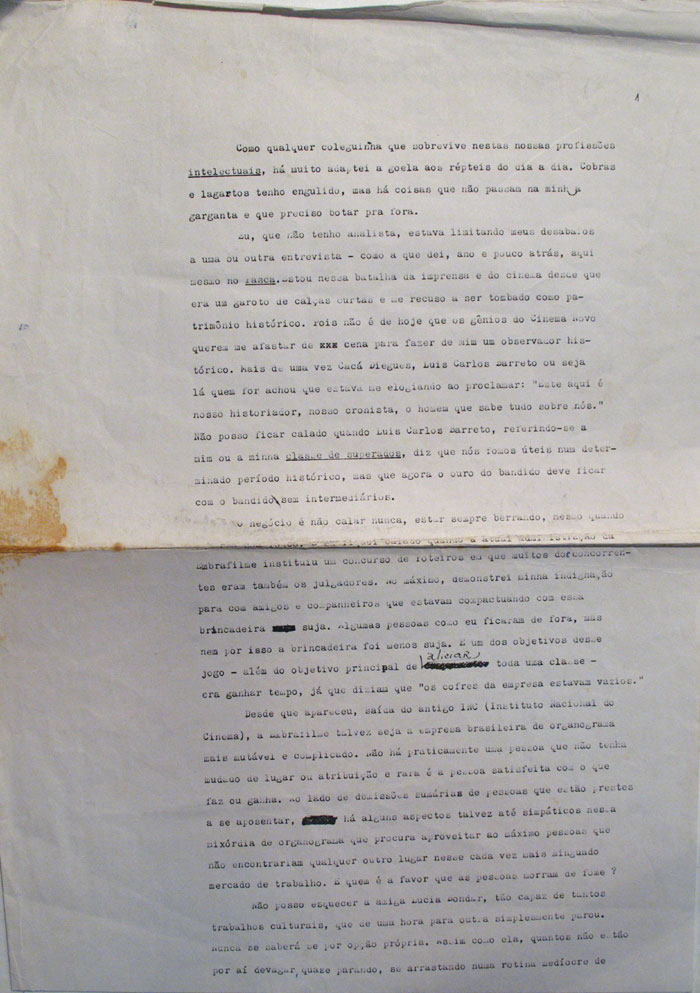 1
Como qualquer coleguinha que sobrevive nestas nossas profissões
intelectuais, há muito adaptei a goela aos répteis do dia a dia. Cobras
e lagartos tenho engulido, mas há coisas que não passam na minha
garganta e que preciso botar pra fora.
Eu, que não tenho analista, estava limitando meus desabafos
a uma ou outra entrevista - como a que dei, ano e pouco atrás, aqui
mesmo no .Estou nessa batalha da imprensa e do cinema desde que
era um garoto de calças curtas e me recuso a ser tombado como pa-
trimônio histórico. Pois não é de hoje que os gênios do Cinema Novo
querem me afastar de xxx cena para fazer de mim um observador his-
tórico. Mais de uma vez Cacá Diegues, Luis Carlos Barreto ou seja
lá quem for achou que estava me elogiando ao proclamar: "Este aqui é
nosso historiador, nosso cronista, o homem que sabe tudo sobre nós."
Não posso ficar calado quando Luis Carlos Barreto, referindo-se a
mim ou a minha classe de superados, diz que nós fomos úteis num deter-
minado período histórico, mas que agora o ouro do bandido deve ficar
com o bandido, sem intermediários.
O negócio é não calar nunca, estar sempre berrando, mesmo quando
calado quando a atual administração da
Embrafilme instituiu um concurso de roteiros em que muitos dos concorren-
tes eram também os julgadores. No máximo, demonstrei minha indignação
para com amigos e companheiros que estavam compactuando com essa
brincadeira suja. Algumas pessoas como eu ficaram de fora, mas
nem por isso a brincadeira foi menos suja. E um dos objetivos desse
jogo - além do objetivo principal de aliciar toda uma classe -
era ganhar tempo, já que diziam que "os cofres da empresa estavam vazios."
Desde que apareceu, saída do antigo INC (Instituto Nacional do
Cinema), a Embrafilme talvez seja a empresa brasileira de organograma
mais mutável e complicado. Não há praticamente uma pessoa que não tenha
mudado de lugar ou atribuição e rara é a pessoa satisfeita com o que
faz ou ganha. Ao lado de demissões sumárias de pessoas que estão prestes
a se aposentar, há alguns aspectos talvez até simpáticos nessa
mixórdia de organograma que procura aproveitar ao máximo pessoas que
não encontrariam qualquer outro lugar nesse cada vez mais minguado
mercado de trabalho. E quem é a favor que as pessoas morram de fome ?
Não posso esquecer a amiga Lucia Bondar, tão capaz de tantos
trabalhos culturais, que de uma hora para outra simplesmente parou.
Nunca se saberá se por opção própria. Assim como ela, quantos não estão
por aí devagar, quase parando, se arrastando numa rotina medíocre de